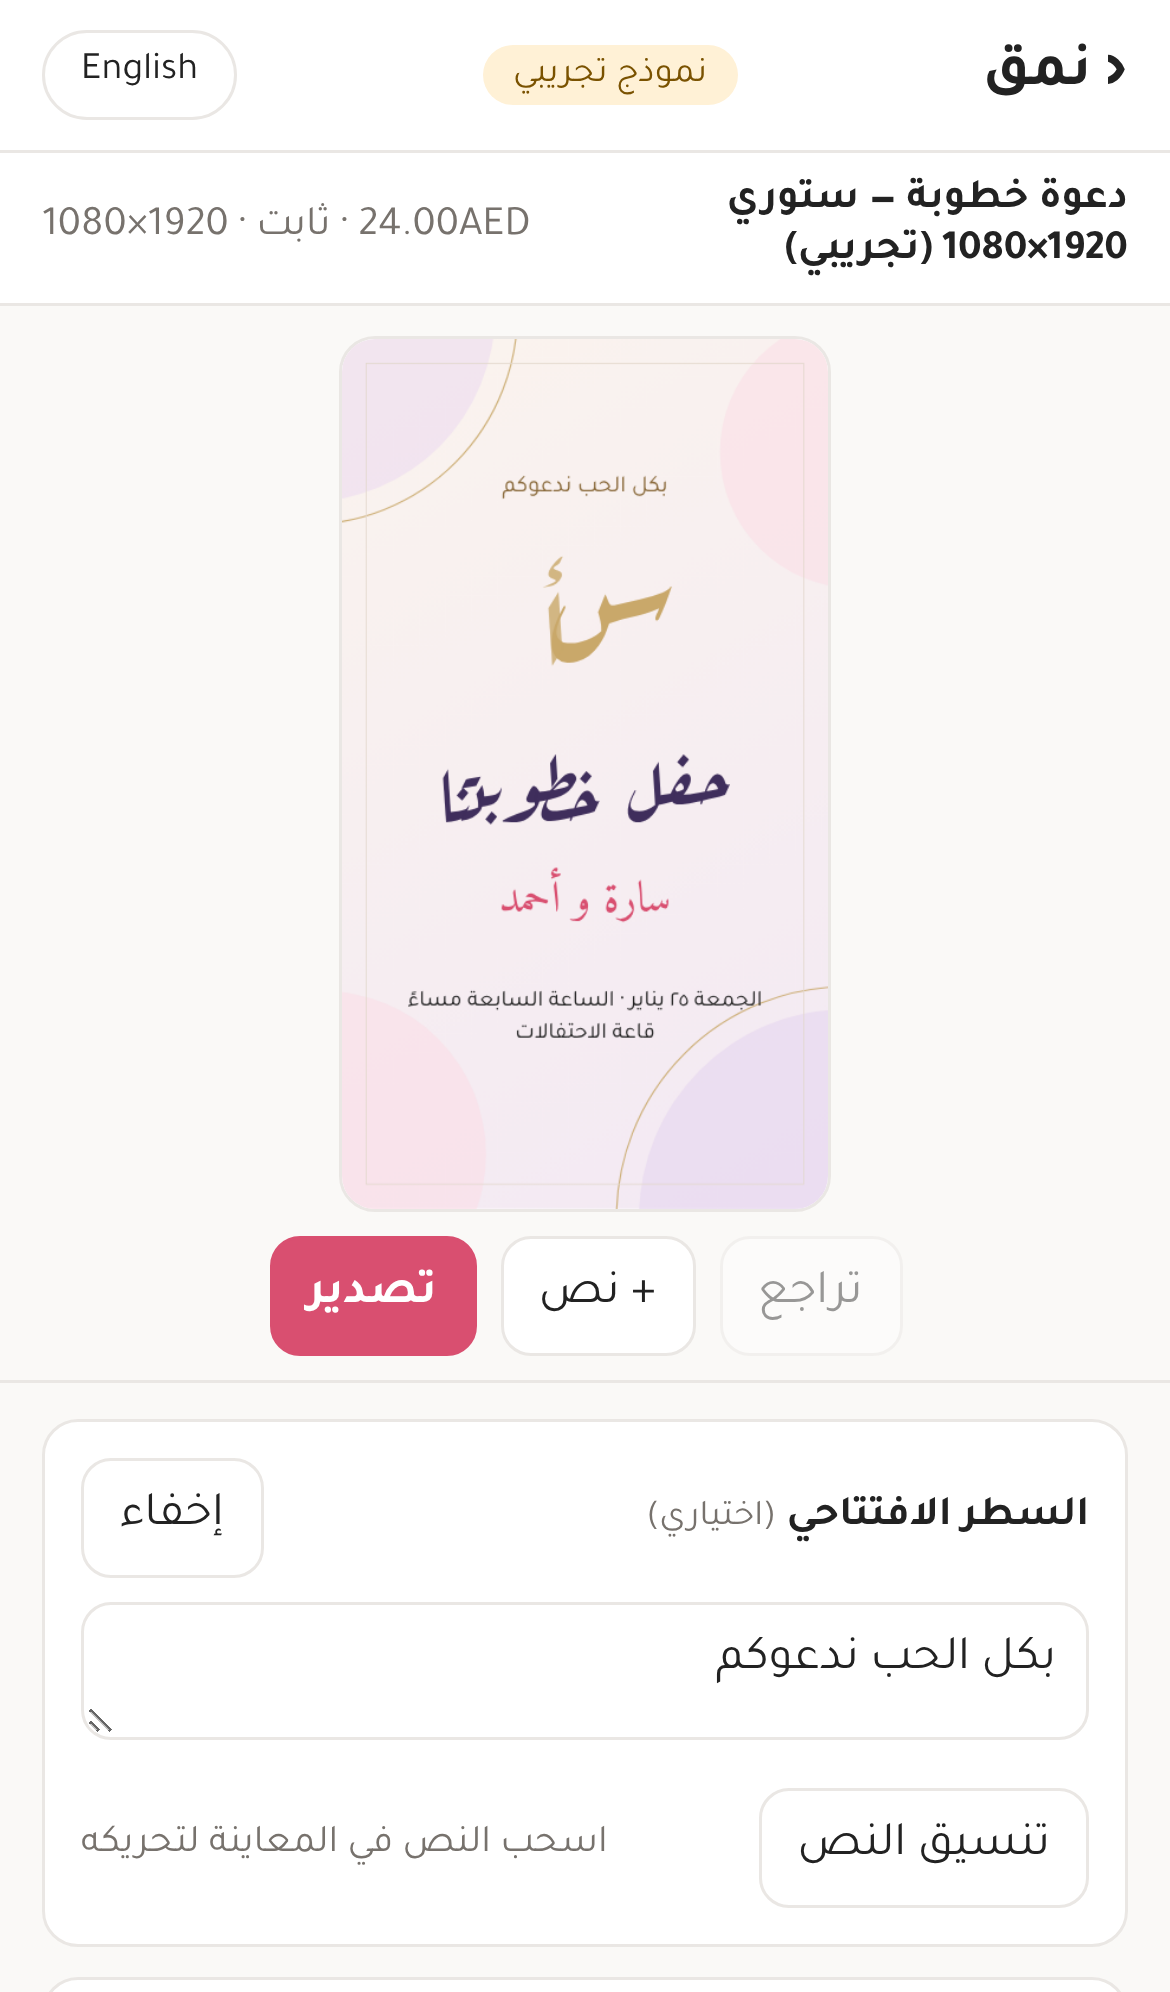 ‹ نمق
نموذج تجريبي
English
دعوة خطوبة – ستوري
1080×1920 (تجريبي)
24.00AED · ثابت · 1080×1920
بكل الحب ندعوكم
س أ
حفل خطوبتنا
سارة و أحمد
الجمعة ٢٥ يناير · الساعة السابعة مساءً
قاعة الاحتفالات
تراجع
+ نص
تصدير
السطر الافتتاحي (اختياري)
إخفاء
بكل الحب ندعوكم
تنسيق النص
اسحب النص في المعاينة لتحريكه